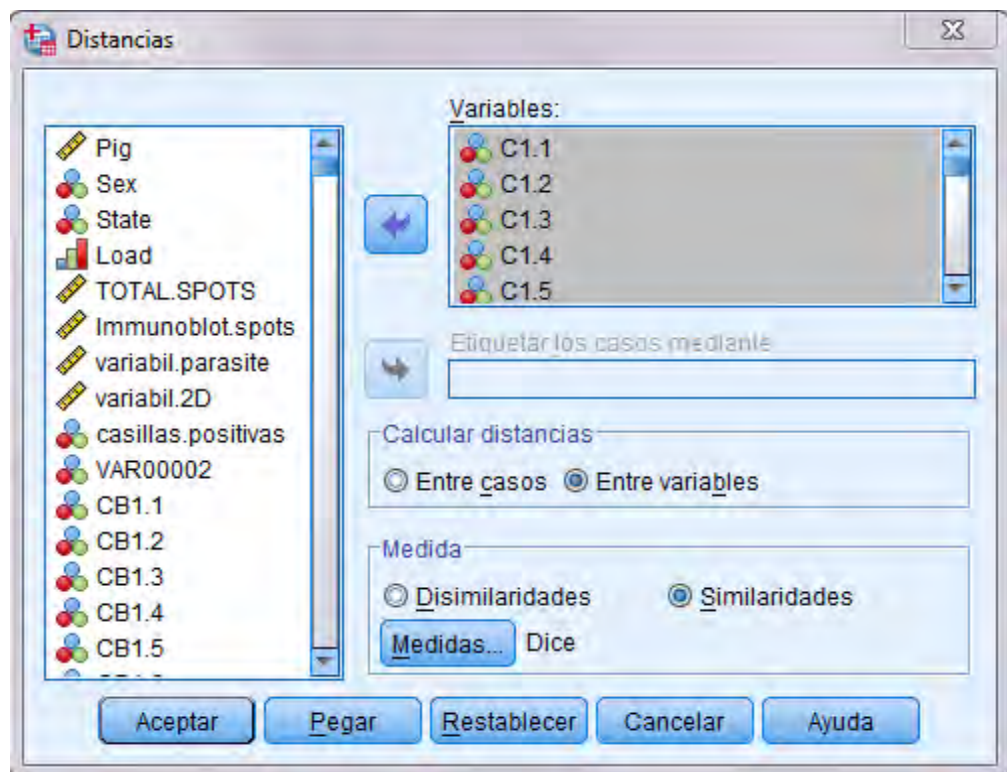 Distancias
Pig
Sex
State
Load
TOTAL.SPOTS
Immunoblot.spots
variabil.parasite
variabil.2D
casillas.positivas
VAR00002
CB1.1
CB1.2
CB1.3
CB1.4
CB1.5
Variables:
C1.1
C1.2
C1.3
C1.4
C1.5
Etiquetar los casos mediante
Calcular distancias
Entre casos Entre variables
Medida
Disimilaridades Similaridades
Medidas... Dice
Aceptar Pegar Restablecer Cancelar Ayuda